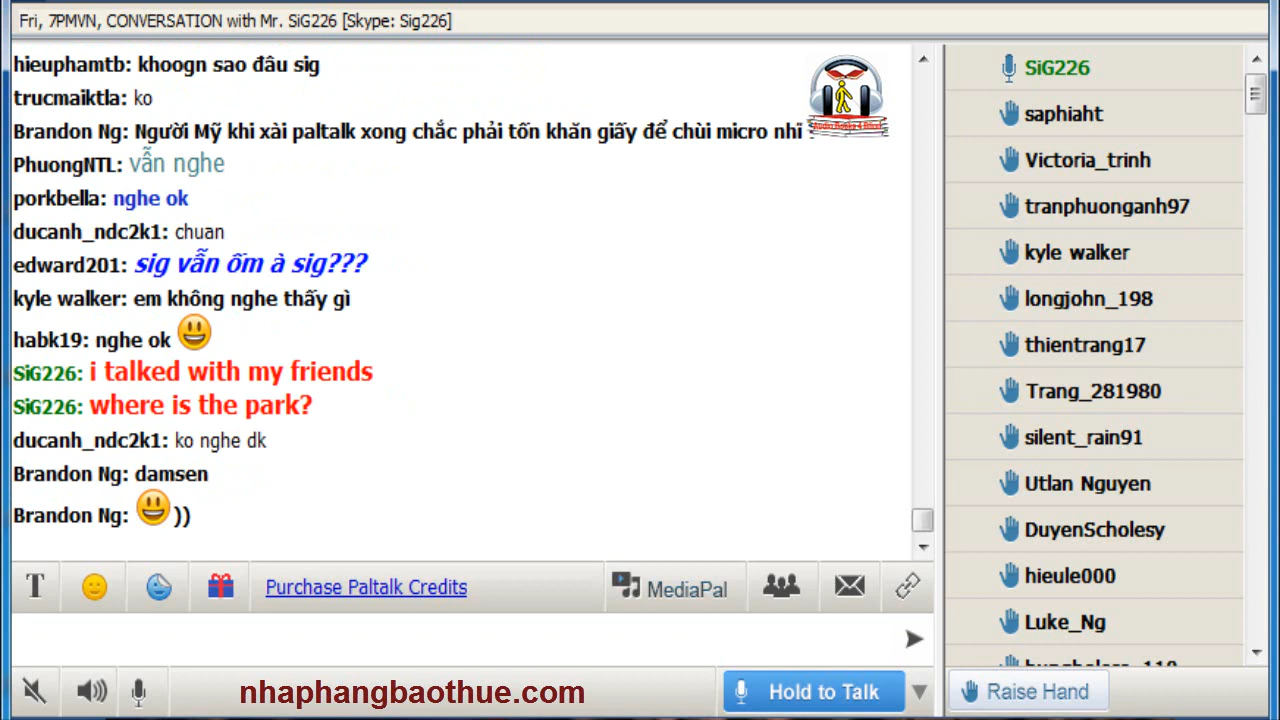 Fri, 7PMVN, CONVERSATION with Mr. SiG226 [Skype: Sig226]
hieuphamtb: khoogn sao đâu sig
trucmaiktla: ko
Brandon Ng: Người Mỹ khi xài paltalk xong chắc phải tốn khăn giấy để chùi micro nhỉ
PhuongNTL: vẫn nghe
porkbella: nghe ok
ducanh_ndc2k1: chuan
edward201: sig vẫn ốm à sig???
kyle walker: em không nghe thấy gì
habk19: nghe ok
SiG226: i talked with my friends
SiG226: where is the park?
ducanh_ndc2k1: ko nghe dk
Brandon Ng: damsen
Brandon Ng: ))
T
Purchase Paltalk Credits
MediaPal
nhaphangbaothue.com
Hold to Talk
SiG226
saphiaht
Victoria_trinh
tranphuonganh97
kyle walker
longjohn_198
thientrang17
Trang_281980
silent_rain91
Utlan Nguyen
DuyenScholesy
hieule000
Luke_Ng
Raise Hand